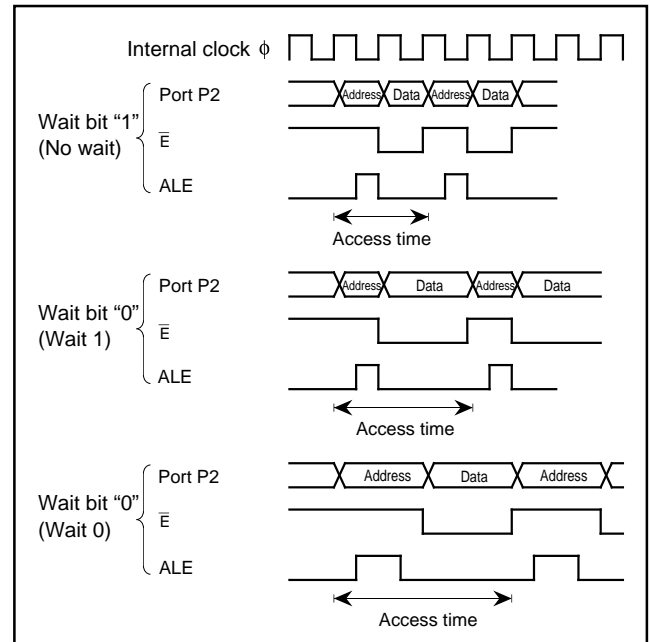 Internal clock ϕ
Wait bit “1”
(No wait)
Port P2
Address Data Address Data
E̅
ALE
Access time
Wait bit “0”
(Wait 1)
Port P2
Address Data Address Data
E̅
ALE
Access time
Wait bit “0”
(Wait 0)
Port P2
Address Data Address
E̅
ALE
Access time